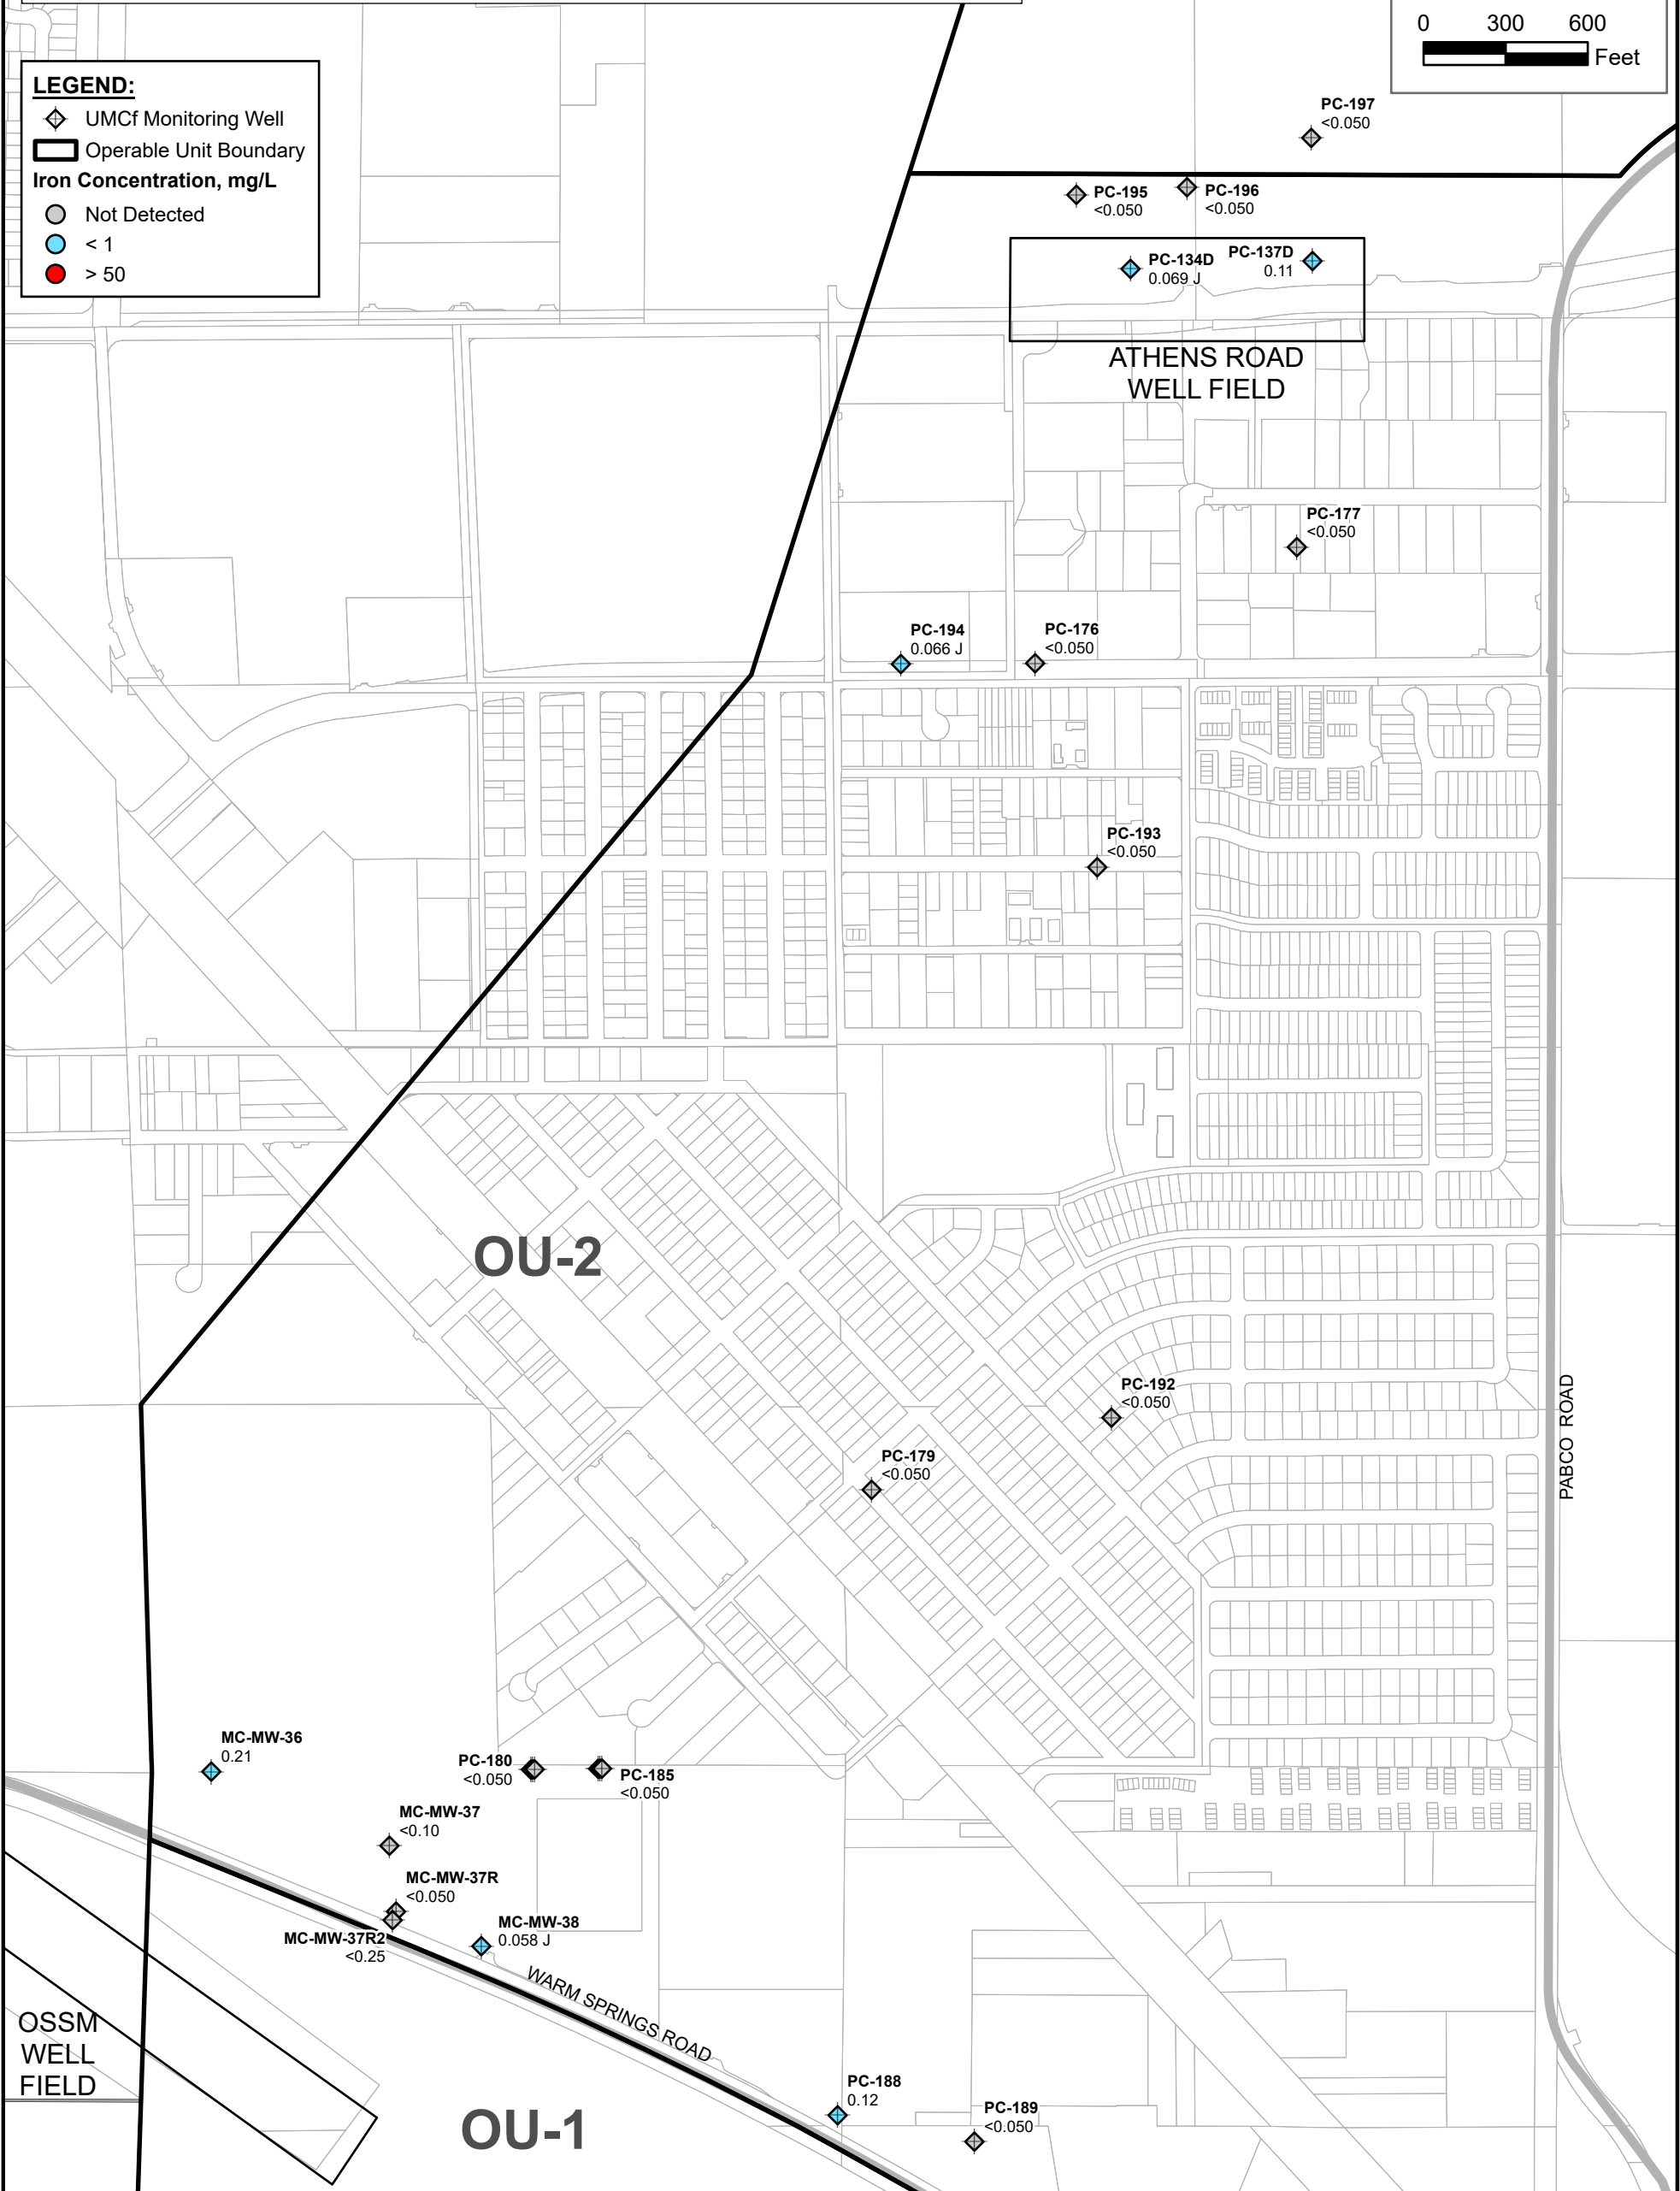 0 300 600
Feet
LEGEND:
UMCf Monitoring Well
Operable Unit Boundary
Iron Concentration, mg/L
Not Detected
< 1
> 50
PC-197
<0.050
PC-195
<0.050
PC-196
<0.050
PC-134D
0.069 J
PC-137D
0.11
ATHENS ROAD
WELL FIELD
PC-177
<0.050
PC-194
0.066 J
PC-176
<0.050
PC-193
<0.050
OU-2
PC-192
<0.050
PABCO ROAD
PC-179
<0.050
MC-MW-36
0.21
PC-180
<0.050
PC-185
<0.050
MC-MW-37
<0.10
MC-MW-37R
<0.050
MC-MW-37R2
<0.25
MC-MW-38
0.058 J
WARM SPRINGS ROAD
OSSM
WELL
FIELD
OU-1
PC-188
0.12
PC-189
<0.050